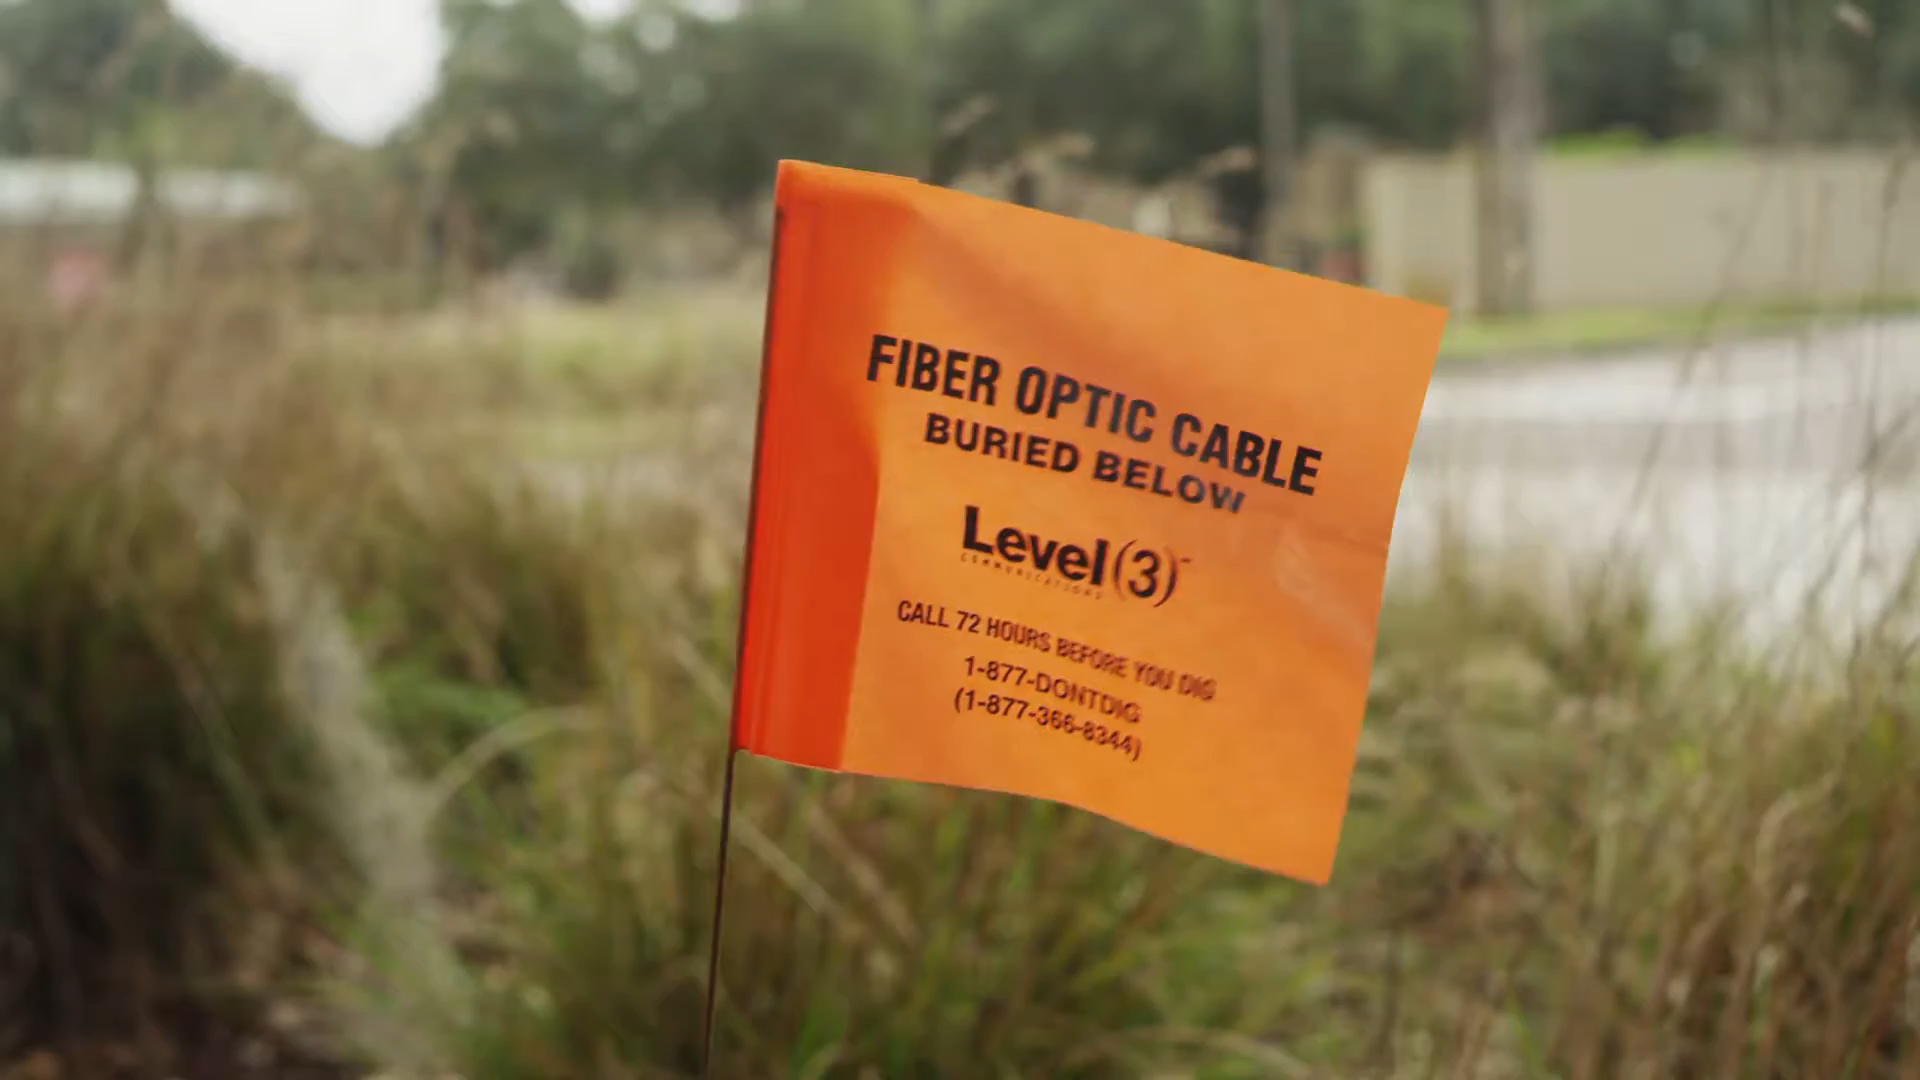 FIBER OPTIC CABLE
BURIED BELOW
Level(3)
COMMUNICATIONS
CALL 72 HOURS BEFORE YOU DIG
1-877-DONTDIG
(1-877-366-8344)